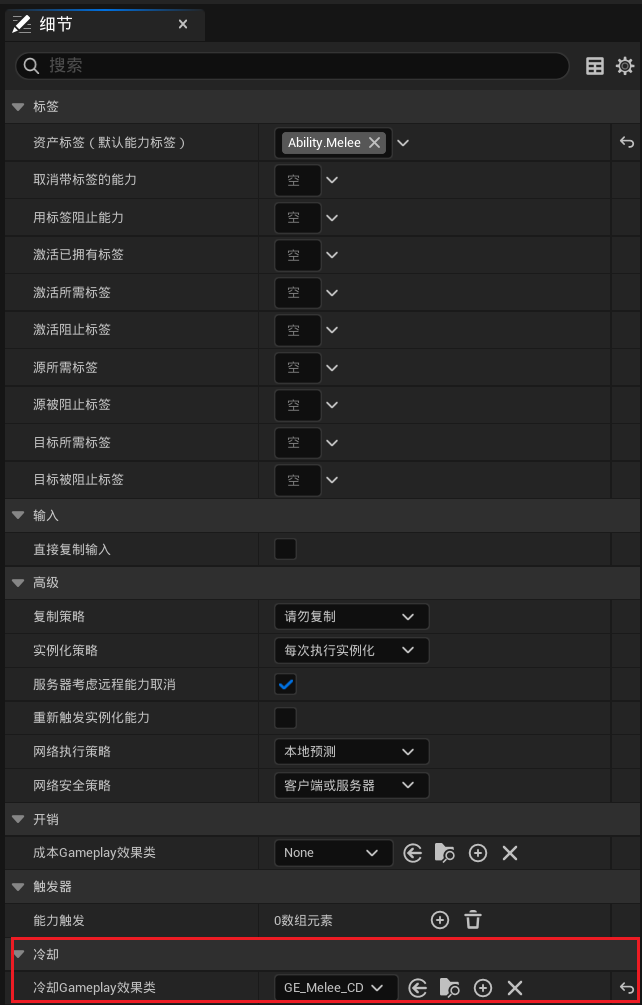 细节
搜索
标签
资产标签（默认能力标签） Ability.Melee
取消带标签的能力 空
用标签阻止能力 空
激活已拥有标签 空
激活所需标签 空
激活阻止标签 空
源所需标签 空
源被阻止标签 空
目标所需标签 空
目标被阻止标签 空
输入
直接复制输入
高级
复制策略 请勿复制
实例化策略 每次执行实例化
服务器考虑远程能力取消
重新触发实例化能力
网络执行策略 本地预测
网络安全策略 客户端或服务器
开销
成本Gameplay效果类 None
触发器
能力触发 0数组元素
冷却
冷却Gameplay效果类 GE_Melee_CD